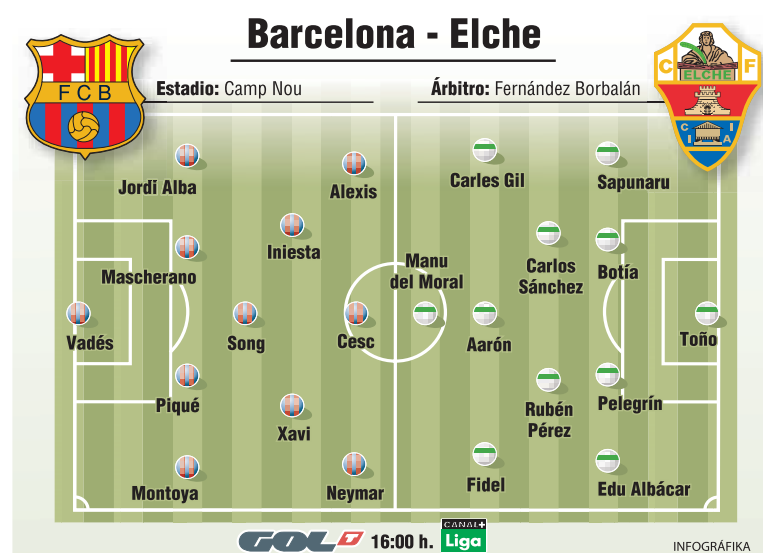 Barcelona - Elche
Estadio: Camp Nou
Árbitro: Fernández Borbalán
F C B
C F
ELCHE
C I
I A
Jordi Alba
Alexis
Carles Gil
Sapunaru
Iniesta
Mascherano
Manu
del Moral
Carlos
Sánchez
Botía
Vadés
Song
Cesc
Aarón
Toño
Piqué
Xavi
Rubén
Pérez
Pelegrín
Montoya
Neymar
Fidel
Edu Albácar
GOL T
16:00 h.
CANAL+
Liga
INFOGRÁFIKA